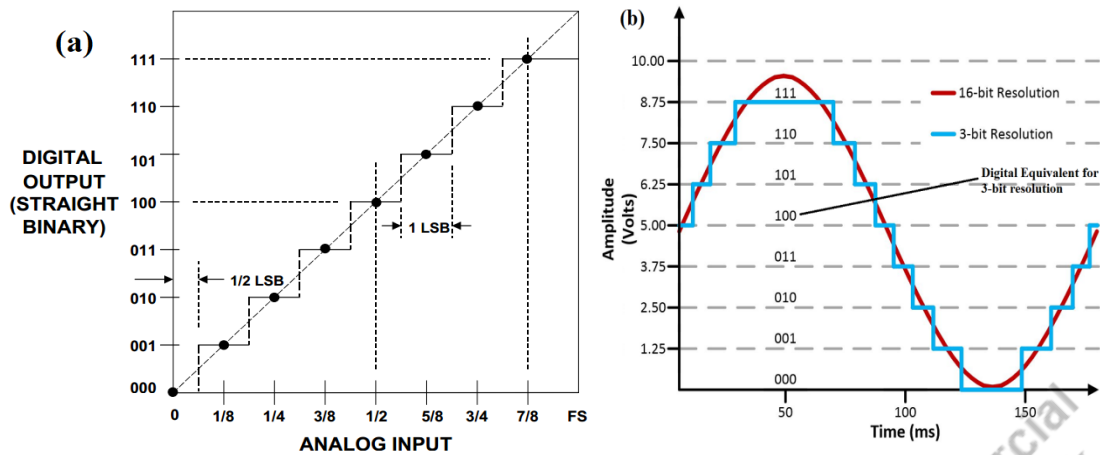 (a)
111
110
101
100
011
010
001
000
DIGITAL
OUTPUT
(STRAIGHT
BINARY)
1 LSB
1/2 LSB
0 1/8 1/4 3/8 1/2 5/8 3/4 7/8 FS
ANALOG INPUT
(b)
10.00
8.75
7.50
6.25
5.00
3.75
2.50
1.25
Amplitude
(Volts)
111
110
101
100
011
010
001
000
16-bit Resolution
3-bit Resolution
Digital Equivalent for
3-bit resolution
50 100 150
Time (ms)